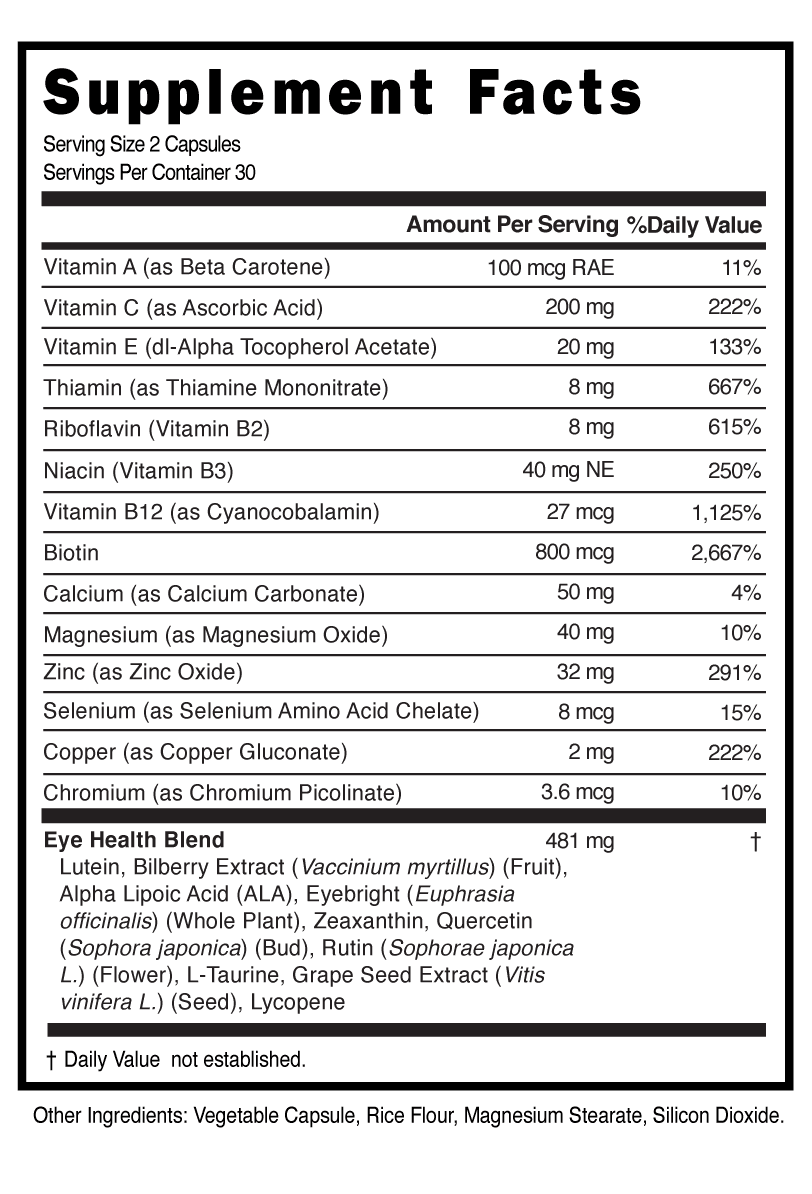 Supplement Facts
Serving Size 2 Capsules
Servings Per Container 30
Amount Per Serving %Daily Value
Vitamin A (as Beta Carotene) 100 mcg RAE 11%
Vitamin C (as Ascorbic Acid) 200 mg 222%
Vitamin E (dl-Alpha Tocopherol Acetate) 20 mg 133%
Thiamin (as Thiamine Mononitrate) 8 mg 667%
Riboflavin (Vitamin B2) 8 mg 615%
Niacin (Vitamin B3) 40 mg NE 250%
Vitamin B12 (as Cyanocobalamin) 27 mcg 1,125%
Biotin 800 mcg 2,667%
Calcium (as Calcium Carbonate) 50 mg 4%
Magnesium (as Magnesium Oxide) 40 mg 10%
Zinc (as Zinc Oxide) 32 mg 291%
Selenium (as Selenium Amino Acid Chelate) 8 mcg 15%
Copper (as Copper Gluconate) 2 mg 222%
Chromium (as Chromium Picolinate) 3.6 mcg 10%
Eye Health Blend 481 mg †
Lutein, Bilberry Extract (Vaccinium myrtillus) (Fruit),
Alpha Lipoic Acid (ALA), Eyebright (Euphrasia
officinalis) (Whole Plant), Zeaxanthin, Quercetin
(Sophora japonica) (Bud), Rutin (Sophorae japonica
L.) (Flower), L-Taurine, Grape Seed Extract (Vitis
vinifera L.) (Seed), Lycopene
† Daily Value not established.
Other Ingredients: Vegetable Capsule, Rice Flour, Magnesium Stearate, Silicon Dioxide.